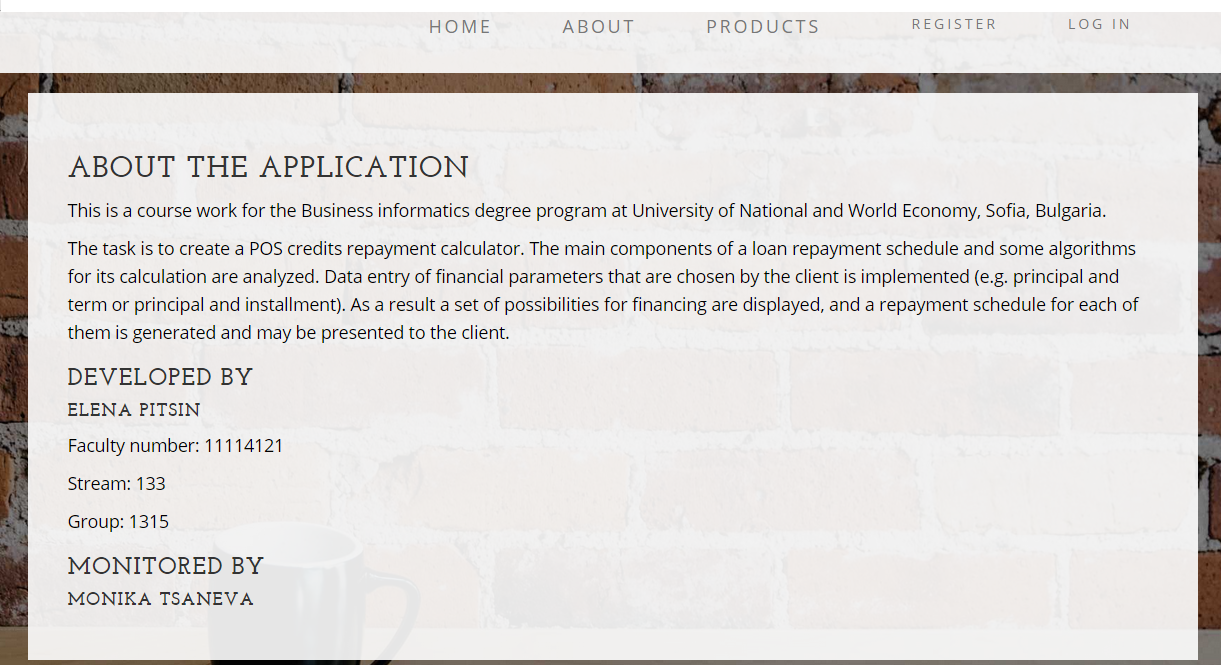 HOME ABOUT PRODUCTS REGISTER LOG IN
ABOUT THE APPLICATION
This is a course work for the Business informatics degree program at University of National and World Economy, Sofia, Bulgaria.
The task is to create a POS credits repayment calculator. The main components of a loan repayment schedule and some algorithms
for its calculation are analyzed. Data entry of financial parameters that are chosen by the client is implemented (e.g. principal and
term or principal and installment). As a result a set of possibilities for financing are displayed, and a repayment schedule for each of
them is generated and may be presented to the client.
DEVELOPED BY
ELENA PITSIN
Faculty number: 11114121
Stream: 133
Group: 1315
MONITORED BY
MONIKA TSANEVA